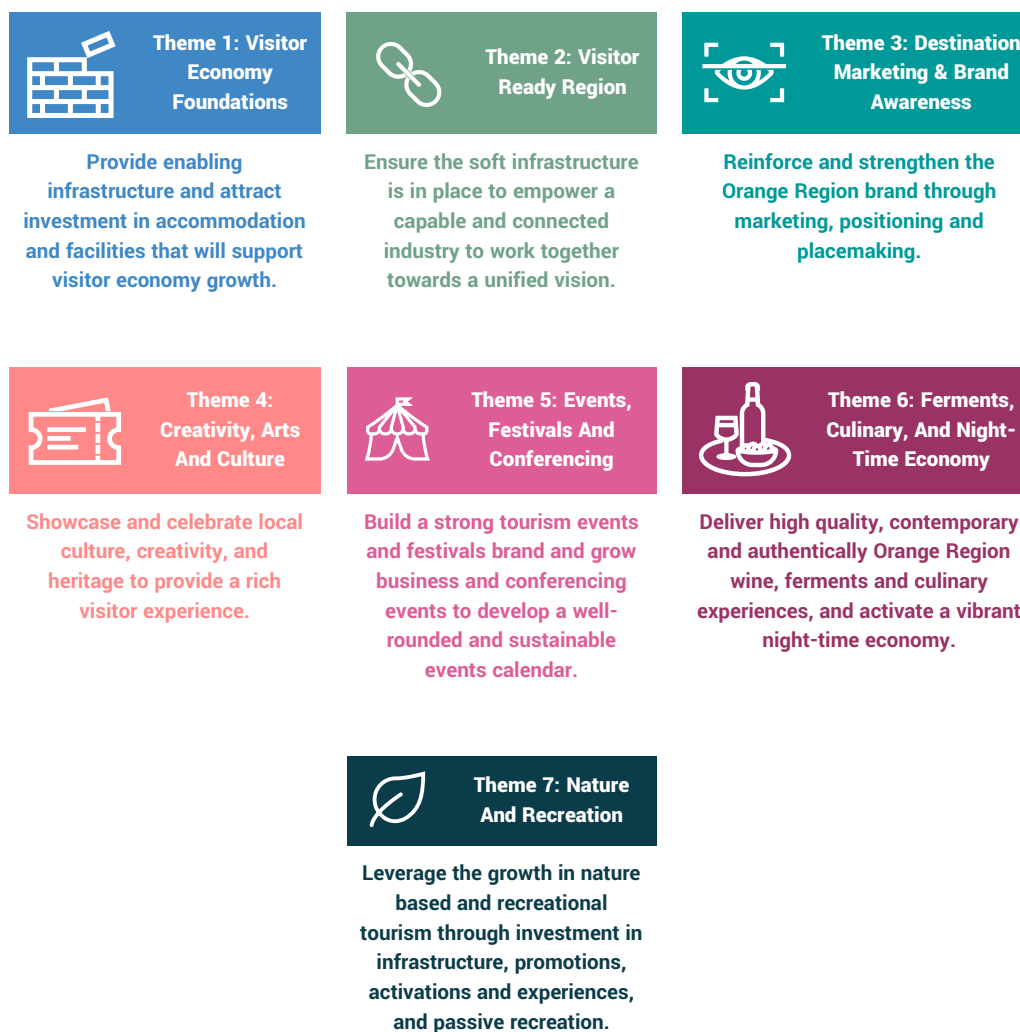 Theme 1: Visitor
Economy
Foundations
Provide enabling
infrastructure and attract
investment in accommodation
and facilities that will support
visitor economy growth.
Theme 2: Visitor
Ready Region
Ensure the soft infrastructure
is in place to empower a
capable and connected
industry to work together
towards a unified vision.
Theme 3: Destination
Marketing & Brand
Awareness
Reinforce and strengthen the
Orange Region brand through
marketing, positioning and
placemaking.
Theme 4:
Creativity, Arts
And Culture
Showcase and celebrate local
culture, creativity, and
heritage to provide a rich
visitor experience.
Theme 5: Events,
Festivals And
Conferencing
Build a strong tourism events
and festivals brand and grow
business and conferencing
events to develop a well-
rounded and sustainable
events calendar.
Theme 6: Ferments,
Culinary, And Night-
Time Economy
Deliver high quality, contemporary
and authentically Orange Region
wine, ferments and culinary
experiences, and activate a vibrant
night-time economy.
Theme 7: Nature
And Recreation
Leverage the growth in nature
based and recreational
tourism through investment in
infrastructure, promotions,
activations and experiences,
and passive recreation.